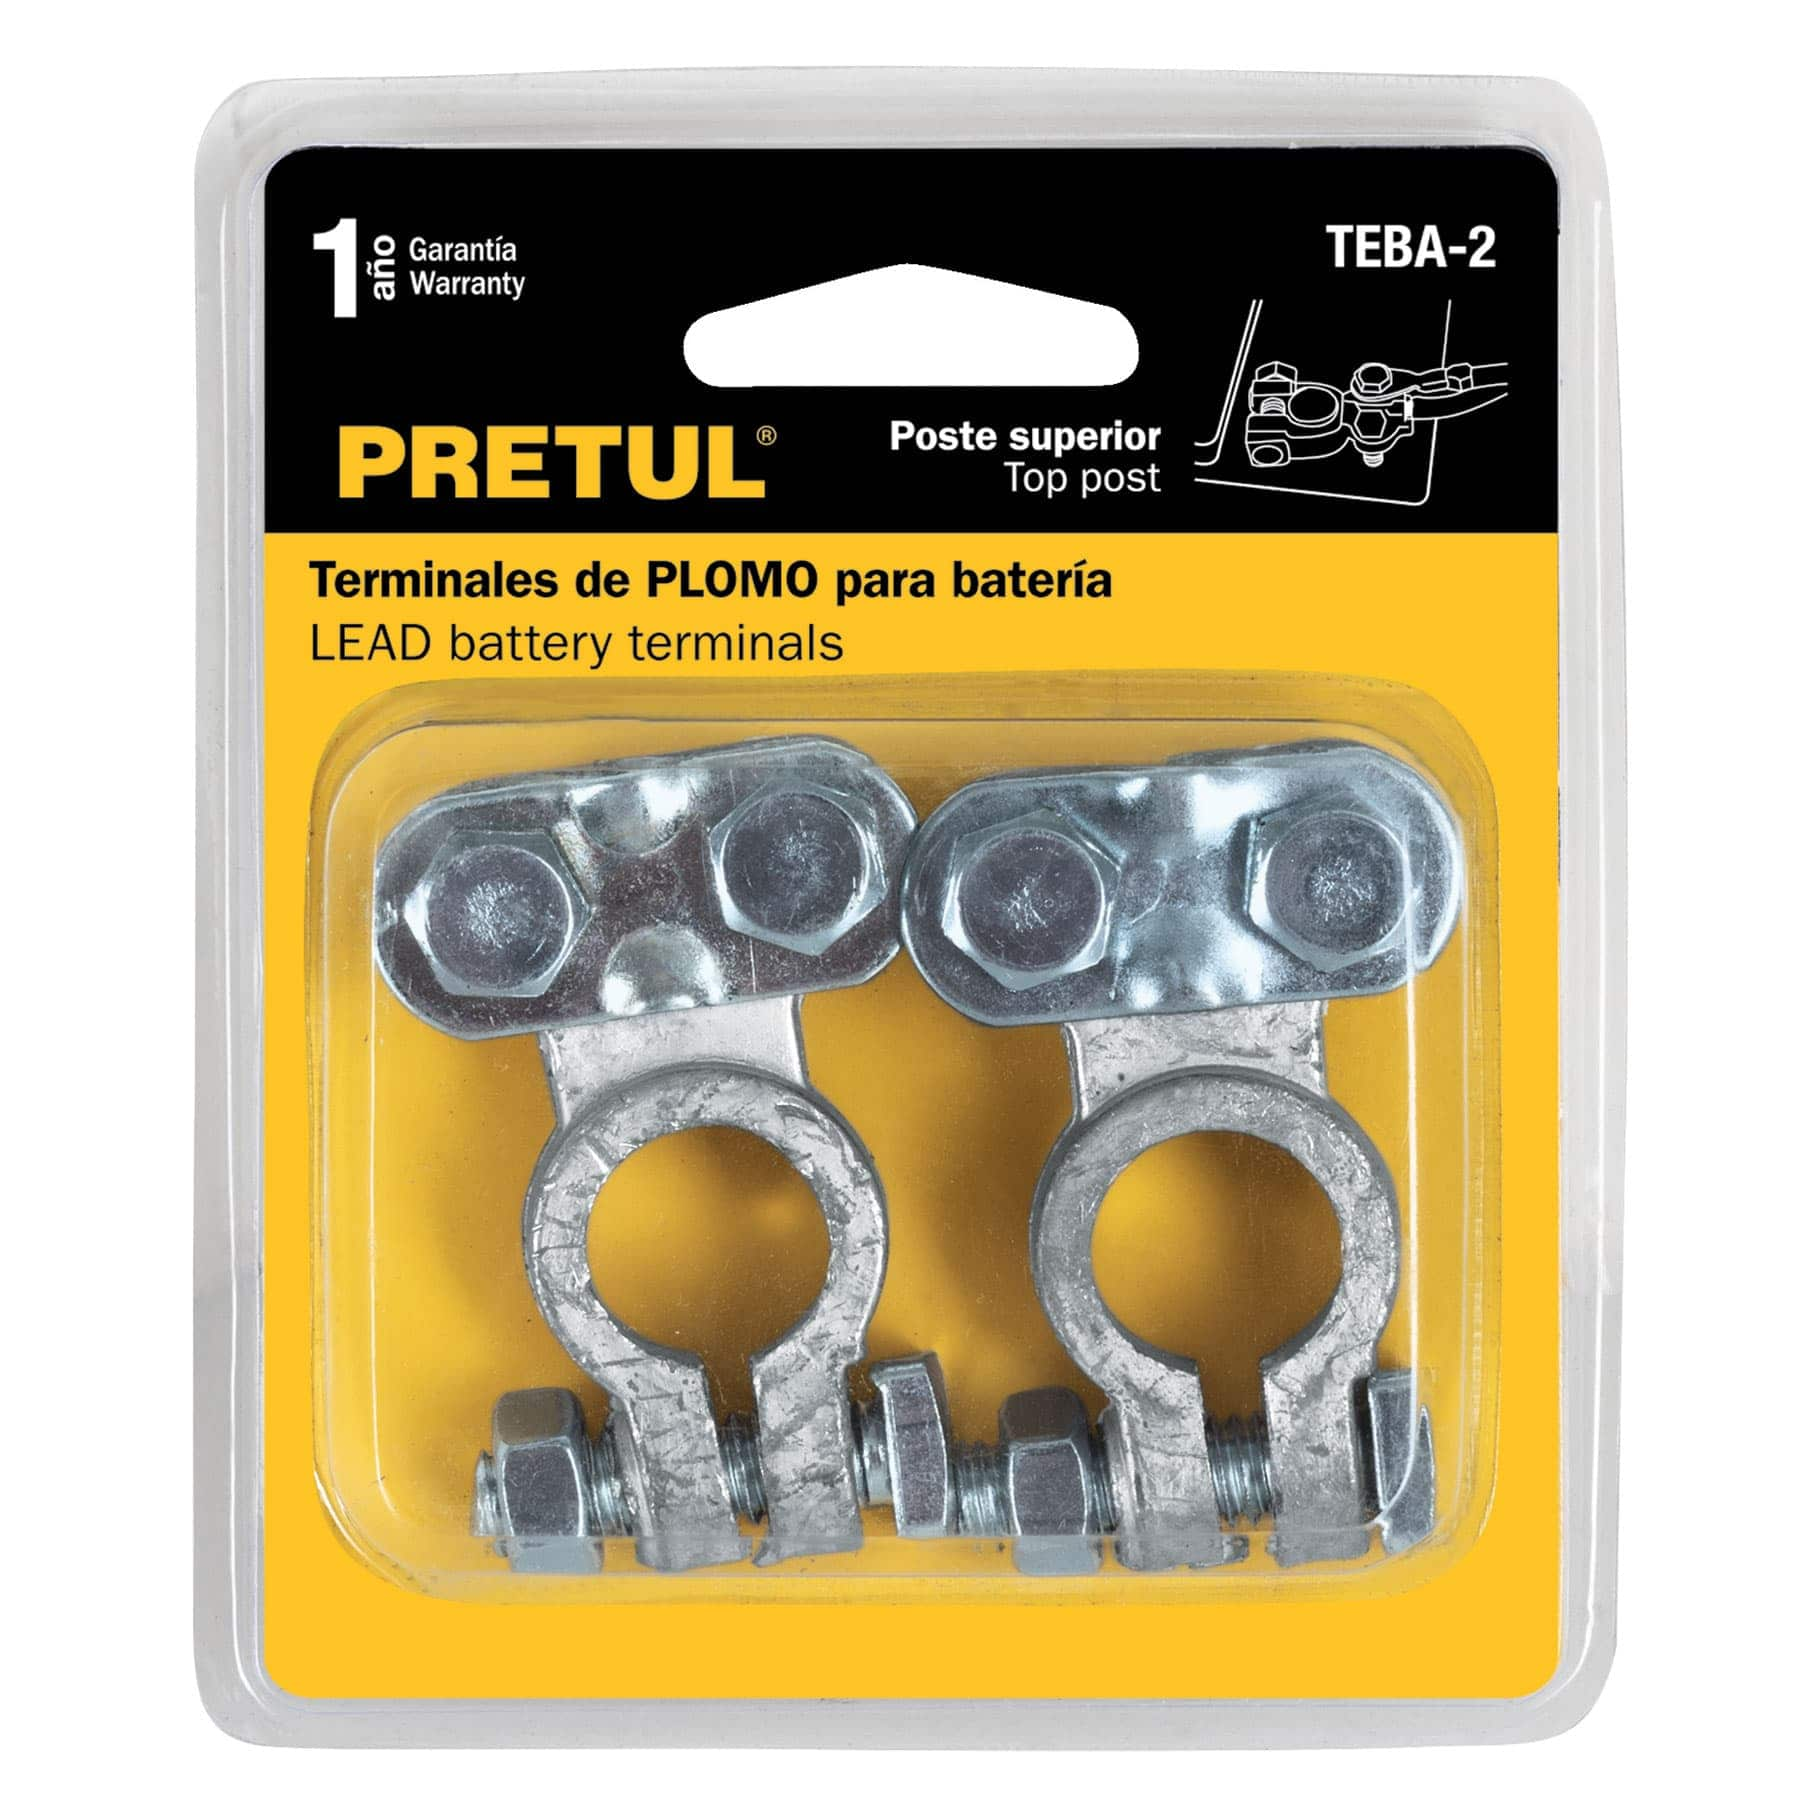 1 año
Garantía
Warranty
TEBA-2
PRETUL®
Poste superior
Top post
Terminales de PLOMO para batería
LEAD battery terminals